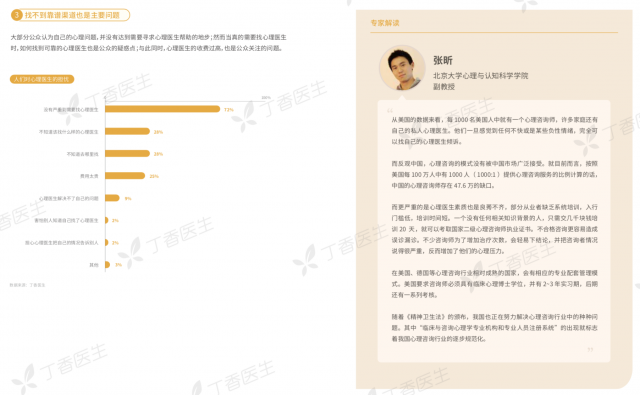 3 找不到靠谱渠道也是主要问题
大部分公众认为自己的心理问题，并没有达到需要寻求心理医生帮助的地步；然而当真的需要找心理医生
时，如何找到可靠的心理医生也是公众的疑惑点；与此同时，心理医生的收费过高，也是公众关注的问题。
人们对心理医生的担忧
100%
没有严重到需要找心理医生 72%
不知道该找什么样的心理医生 28%
不知道去哪里找 28%
费用太贵 25%
心理医生解决不了自己的问题 9%
害怕别人知道自己找了心理医生 2%
担心心理医生把自己的情况告诉别人 2%
其他 3%
数据来源：丁香医生
专家解读
张昕
北京大学心理与认知科学学院
副教授
从美国的数据来看，每 1000 名美国人中就有一个心理咨询师，许多家庭还有
自己的私人心理医生。他们一旦感觉到任何不快或是某些负性情绪，完全可
以找自己的心理医生倾诉。
而反观中国，心理咨询的模式没有被中国市场广泛接受。就目前而言，按照
美国每 100 万人中有 1000 人（ 1000:1 ）提供心理咨询服务的比例计算的话，
中国的心理咨询师存在 47.6 万的缺口。
而更严重的是心理医生素质也是良莠不齐，部分从业者缺乏系统培训，入行
门槛低，培训时间短。一个没有任何相关知识背景的人，只需交几千块钱培
训 20 天，就可以考取国家二级心理咨询师执业证书。不合格咨询更容易造成
误诊漏诊。不少咨询师为了增加治疗次数，会轻易下结论，并把咨询者情况
说得很严重，反而增加了他们的心理压力。
在美国、德国等心理咨询行业相对成熟的国家，会有相应的专业配套管理模
式。美国要求咨询师必须具有临床心理博士学位，并有 2-3 年实习期，后期
还有一系列考核。
随着《精神卫生法》的颁布，我国也正在努力解决心理咨询行业中的种种问
题。其中“临床与咨询心理学专业机构和专业人员注册系统”的出现就标志
着我国心理咨询行业的逐步规范化。
丁香医生
丁香医生
丁香医生
丁香医生
丁香医生